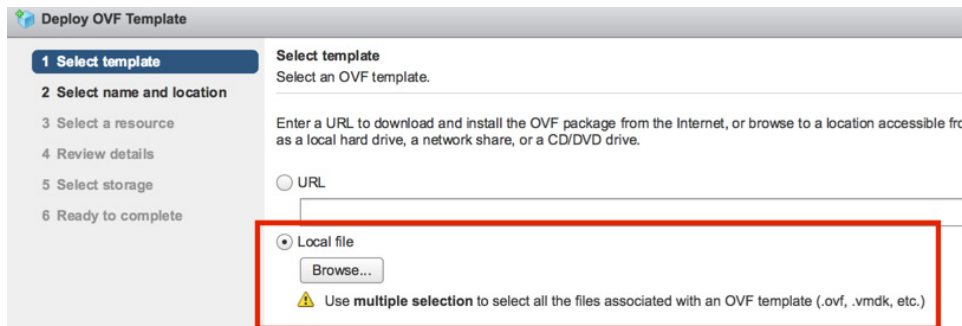 Deploy OVF Template
1 Select template
2 Select name and location
3 Select a resource
4 Review details
5 Select storage
6 Ready to complete
Select template
Select an OVF template.
Enter a URL to download and install the OVF package from the Internet, or browse to a location accessible
as a local hard drive, a network share, or a CD/DVD drive.
URL
Local file
Browse...
Use multiple selection to select all the files associated with an OVF template (.ovf, .vmdk, etc.)